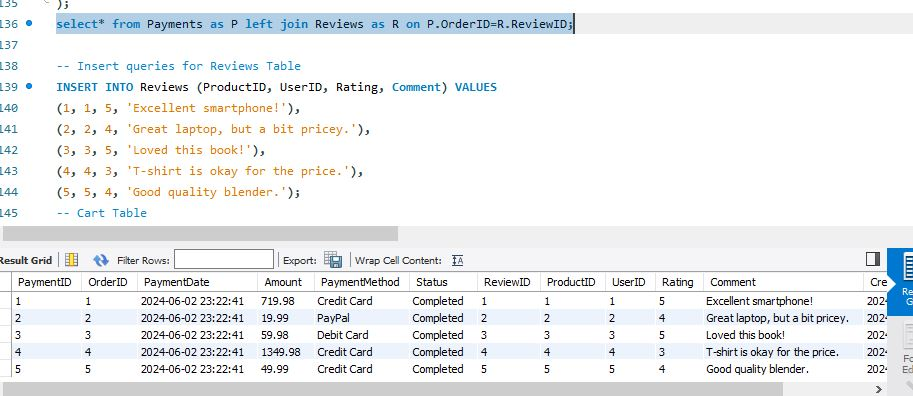 135 );
136 select* from Payments as P left join Reviews as R on P.OrderID=R.ReviewID;
137
138 -- Insert queries for Reviews Table
139 INSERT INTO Reviews (ProductID, UserID, Rating, Comment) VALUES
140 (1, 1, 5, 'Excellent smartphone!'),
141 (2, 2, 4, 'Great laptop, but a bit pricey.'),
142 (3, 3, 5, 'Loved this book!'),
143 (4, 4, 3, 'T-shirt is okay for the price.'),
144 (5, 5, 4, 'Good quality blender.');
145 -- Cart Table
Result Grid Filter Rows: Export: Wrap Cell Content: IA
PaymentID OrderID PaymentDate Amount PaymentMethod Status ReviewID ProductID UserID Rating Comment Cre
1 1 2024-06-02 23:22:41 719.98 Credit Card Completed 1 1 1 5 Excellent smartphone! 2024
2 2 2024-06-02 23:22:41 19.99 PayPal Completed 2 2 2 4 Great laptop, but a bit pricey. 2024
3 3 2024-06-02 23:22:41 59.98 Debit Card Completed 3 3 3 5 Loved this book! 2024
4 4 2024-06-02 23:22:41 1349.98 Credit Card Completed 4 4 4 3 T-shirt is okay for the price. 2024
5 5 2024-06-02 23:22:41 49.99 Credit Card Completed 5 5 5 4 Good quality blender. 2024